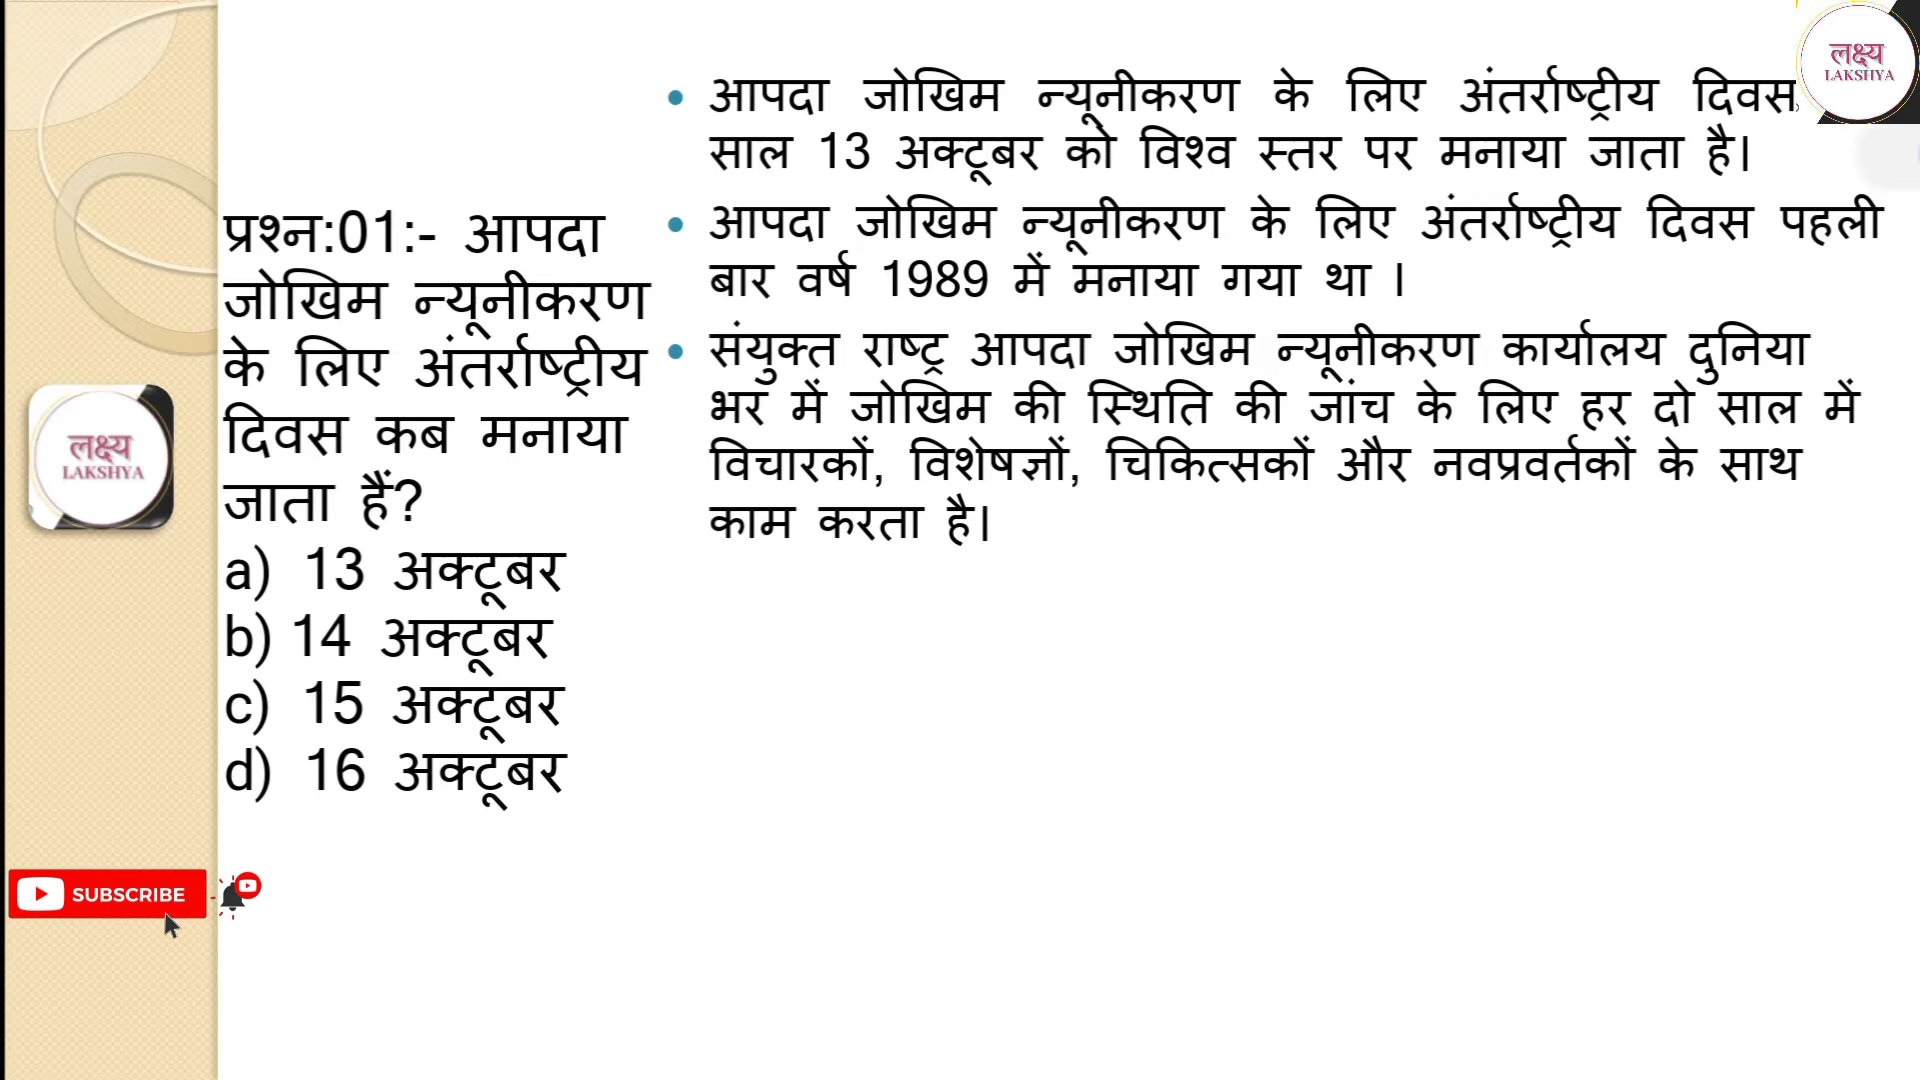 प्रश्न:01:- आपदा
जोखिम न्यूनीकरण
के लिए अंतर्राष्ट्रीय
दिवस कब मनाया
जाता हैं?
a) 13 अक्टूबर
b) 14 अक्टूबर
c) 15 अक्टूबर
d) 16 अक्टूबर
आपदा जोखिम न्यूनीकरण के लिए अंतर्राष्ट्रीय दिवस
साल 13 अक्टूबर को विश्व स्तर पर मनाया जाता है।
आपदा जोखिम न्यूनीकरण के लिए अंतर्राष्ट्रीय दिवस पहली
बार वर्ष 1989 में मनाया गया था ।
संयुक्त राष्ट्र आपदा जोखिम न्यूनीकरण कार्यालय दुनिया
भर में जोखिम की स्थिति की जांच के लिए हर दो साल में
विचारकों, विशेषज्ञों, चिकित्सकों और नवप्रवर्तकों के साथ
काम करता है।
लक्ष्य
LAKSHYA
लक्ष्य
LAKSHYA
SUBSCRIBE